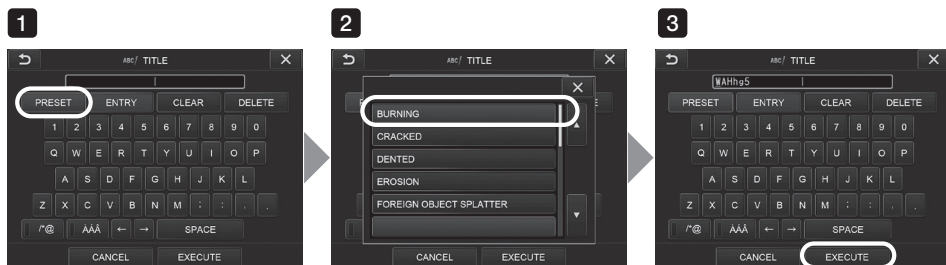 1
ABC/ TITLE
PRESET ENTRY CLEAR DELETE
1 2 3 4 5 6 7 8 9 0
Q W E R T Y U I O P
A S D F G H J K L
Z X C V B N M ; : , .
/*@ ÀÁÂ ← → SPACE
CANCEL EXECUTE
2
ABC/ TITLE
BURNING
CRACKED
DENTED
EROSION
FOREIGN OBJECT SPLATTER
CANCEL EXECUTE
3
ABC/ TITLE
WAHhg5
PRESET ENTRY CLEAR DELETE
1 2 3 4 5 6 7 8 9 0
Q W E R T Y U I O P
A S D F G H J K L
Z X C V B N M ; : , .
/*@ ÀÁÂ ← → SPACE
CANCEL EXECUTE